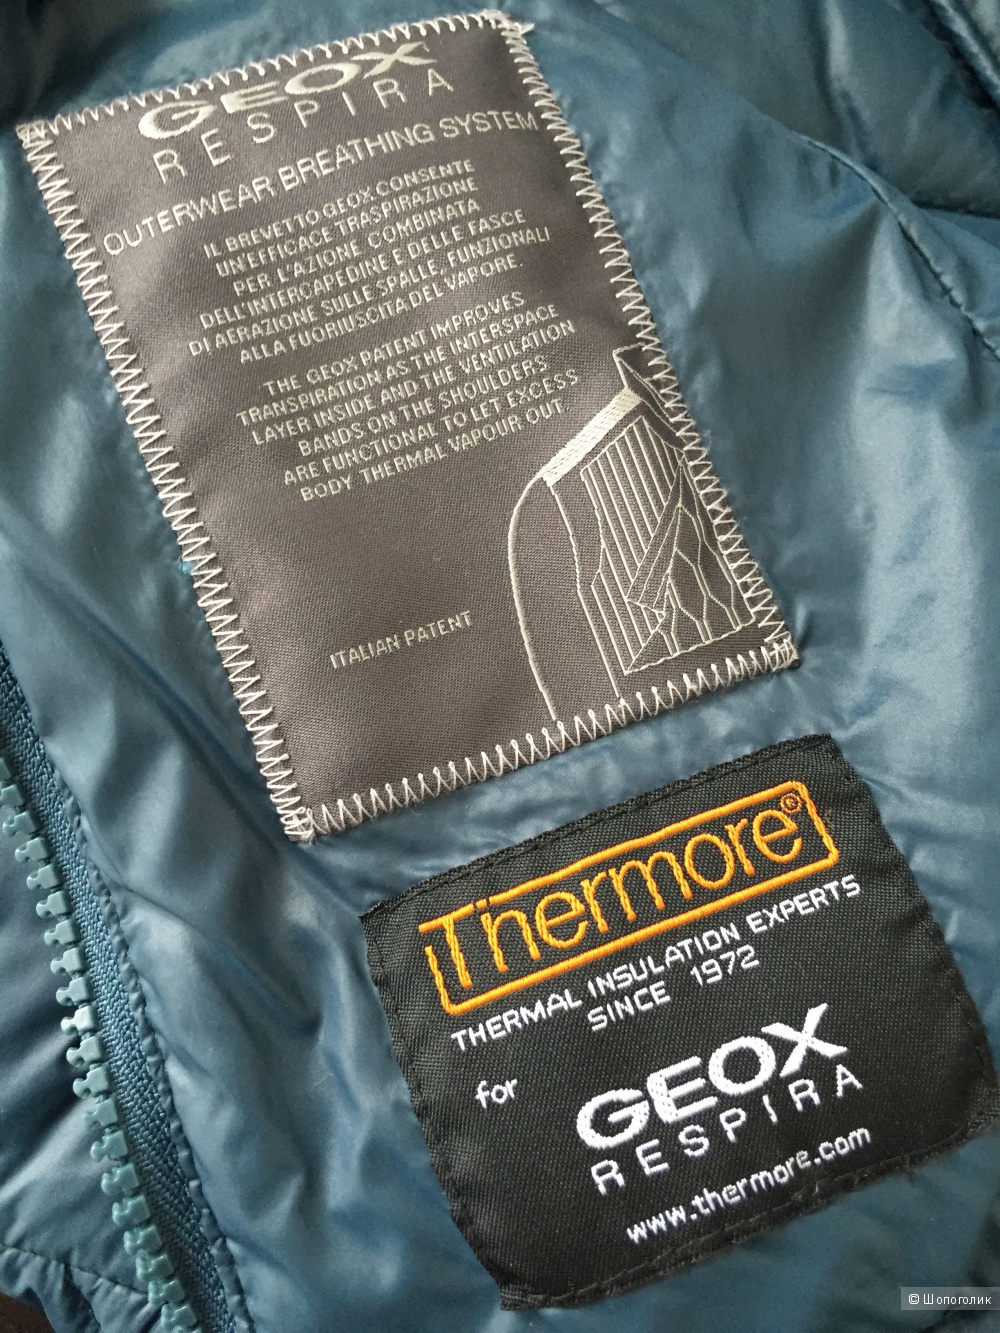 GEOX
RESPIRA
OUTERWEAR BREATHING SYSTEM
IL BREVETTO GEOX CONSENTE
UN'EFFICACE TRASPIRAZIONE
PER L'AZIONE COMBINATA
DELL'INTERCAPEDINE E DELLE FASCE
DI AERAZIONE SULLE SPALLE, FUNZIONALI
ALLA FUORIUSCITA DEL VAPORE.
THE GEOX PATENT IMPROVES
TRANSPIRATION AS THE INTERSPACE
LAYER INSIDE AND THE VENTILATION
BANDS ON THE SHOULDERS
ARE FUNCTIONAL TO LET EXCESS
BODY THERMAL VAPOUR OUT.
ITALIAN PATENT
Thermore®
THERMAL INSULATION EXPERTS
SINCE 1972
for
GEOX
RESPIRA
www.thermore.com
© Шопоголик